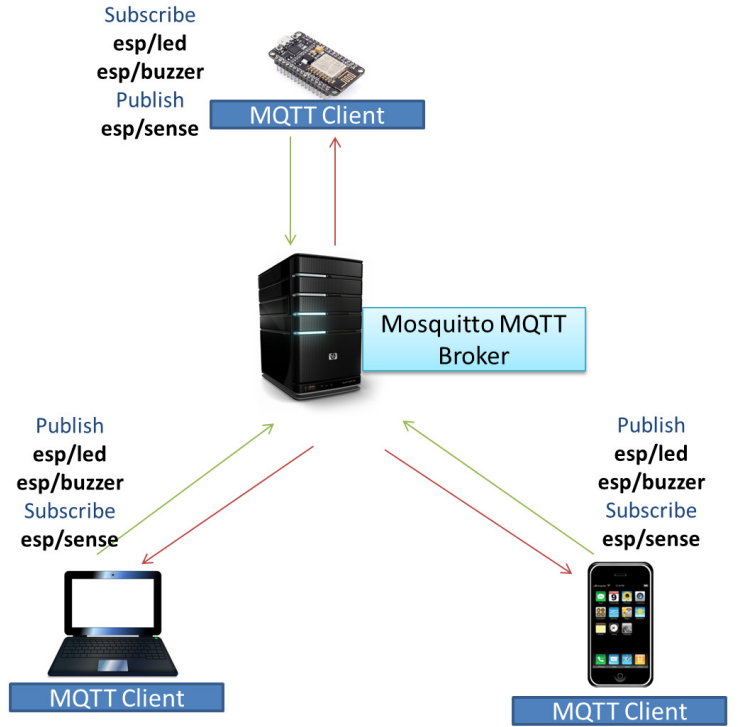 Subscribe
esp/led
esp/buzzer
Publish
esp/sense
MQTT Client
Mosquitto MQTT
Broker
Publish
esp/led
esp/buzzer
Subscribe
esp/sense
MQTT Client
Publish
esp/led
esp/buzzer
Subscribe
esp/sense
MQTT Client